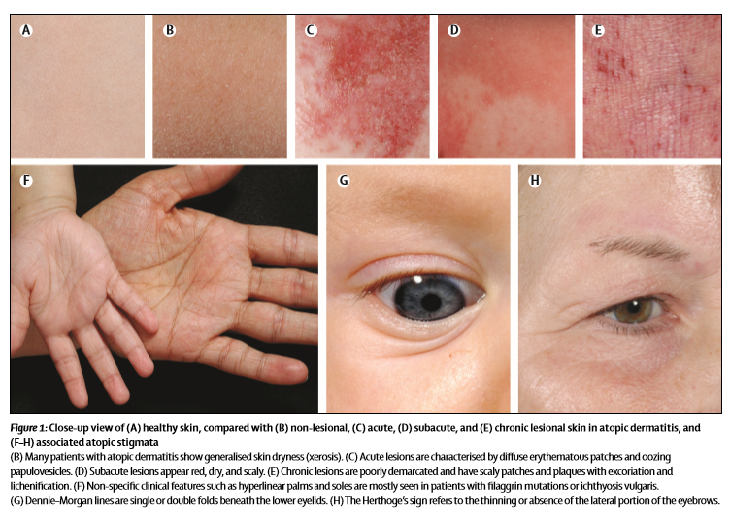 A
B
C
D
E
F
G
H
Figure 1: Close-up view of (A) healthy skin, compared with (B) non-lesional, (C) acute, (D) subacute, and (E) chronic lesional skin in atopic dermatitis, and
(F–H) associated atopic stigmata
(B) Many patients with atopic dermatitis show generalised skin dryness (xerosis). (C) Acute lesions are characterised by diffuse erythematous patches and oozing
papulovesicles. (D) Subacute lesions appear red, dry, and scaly. (E) Chronic lesions are poorly demarcated and have scaly patches and plaques with excoriation and
lichenification. (F) Non-specific clinical features such as hyperlinear palms and soles are mostly seen in patients with filaggrin mutations or ichthyosis vulgaris.
(G) Dennie–Morgan lines are single or double folds beneath the lower eyelids. (H) The Herthoge's sign refers to the thinning or absence of the lateral portion of the eyebrows.